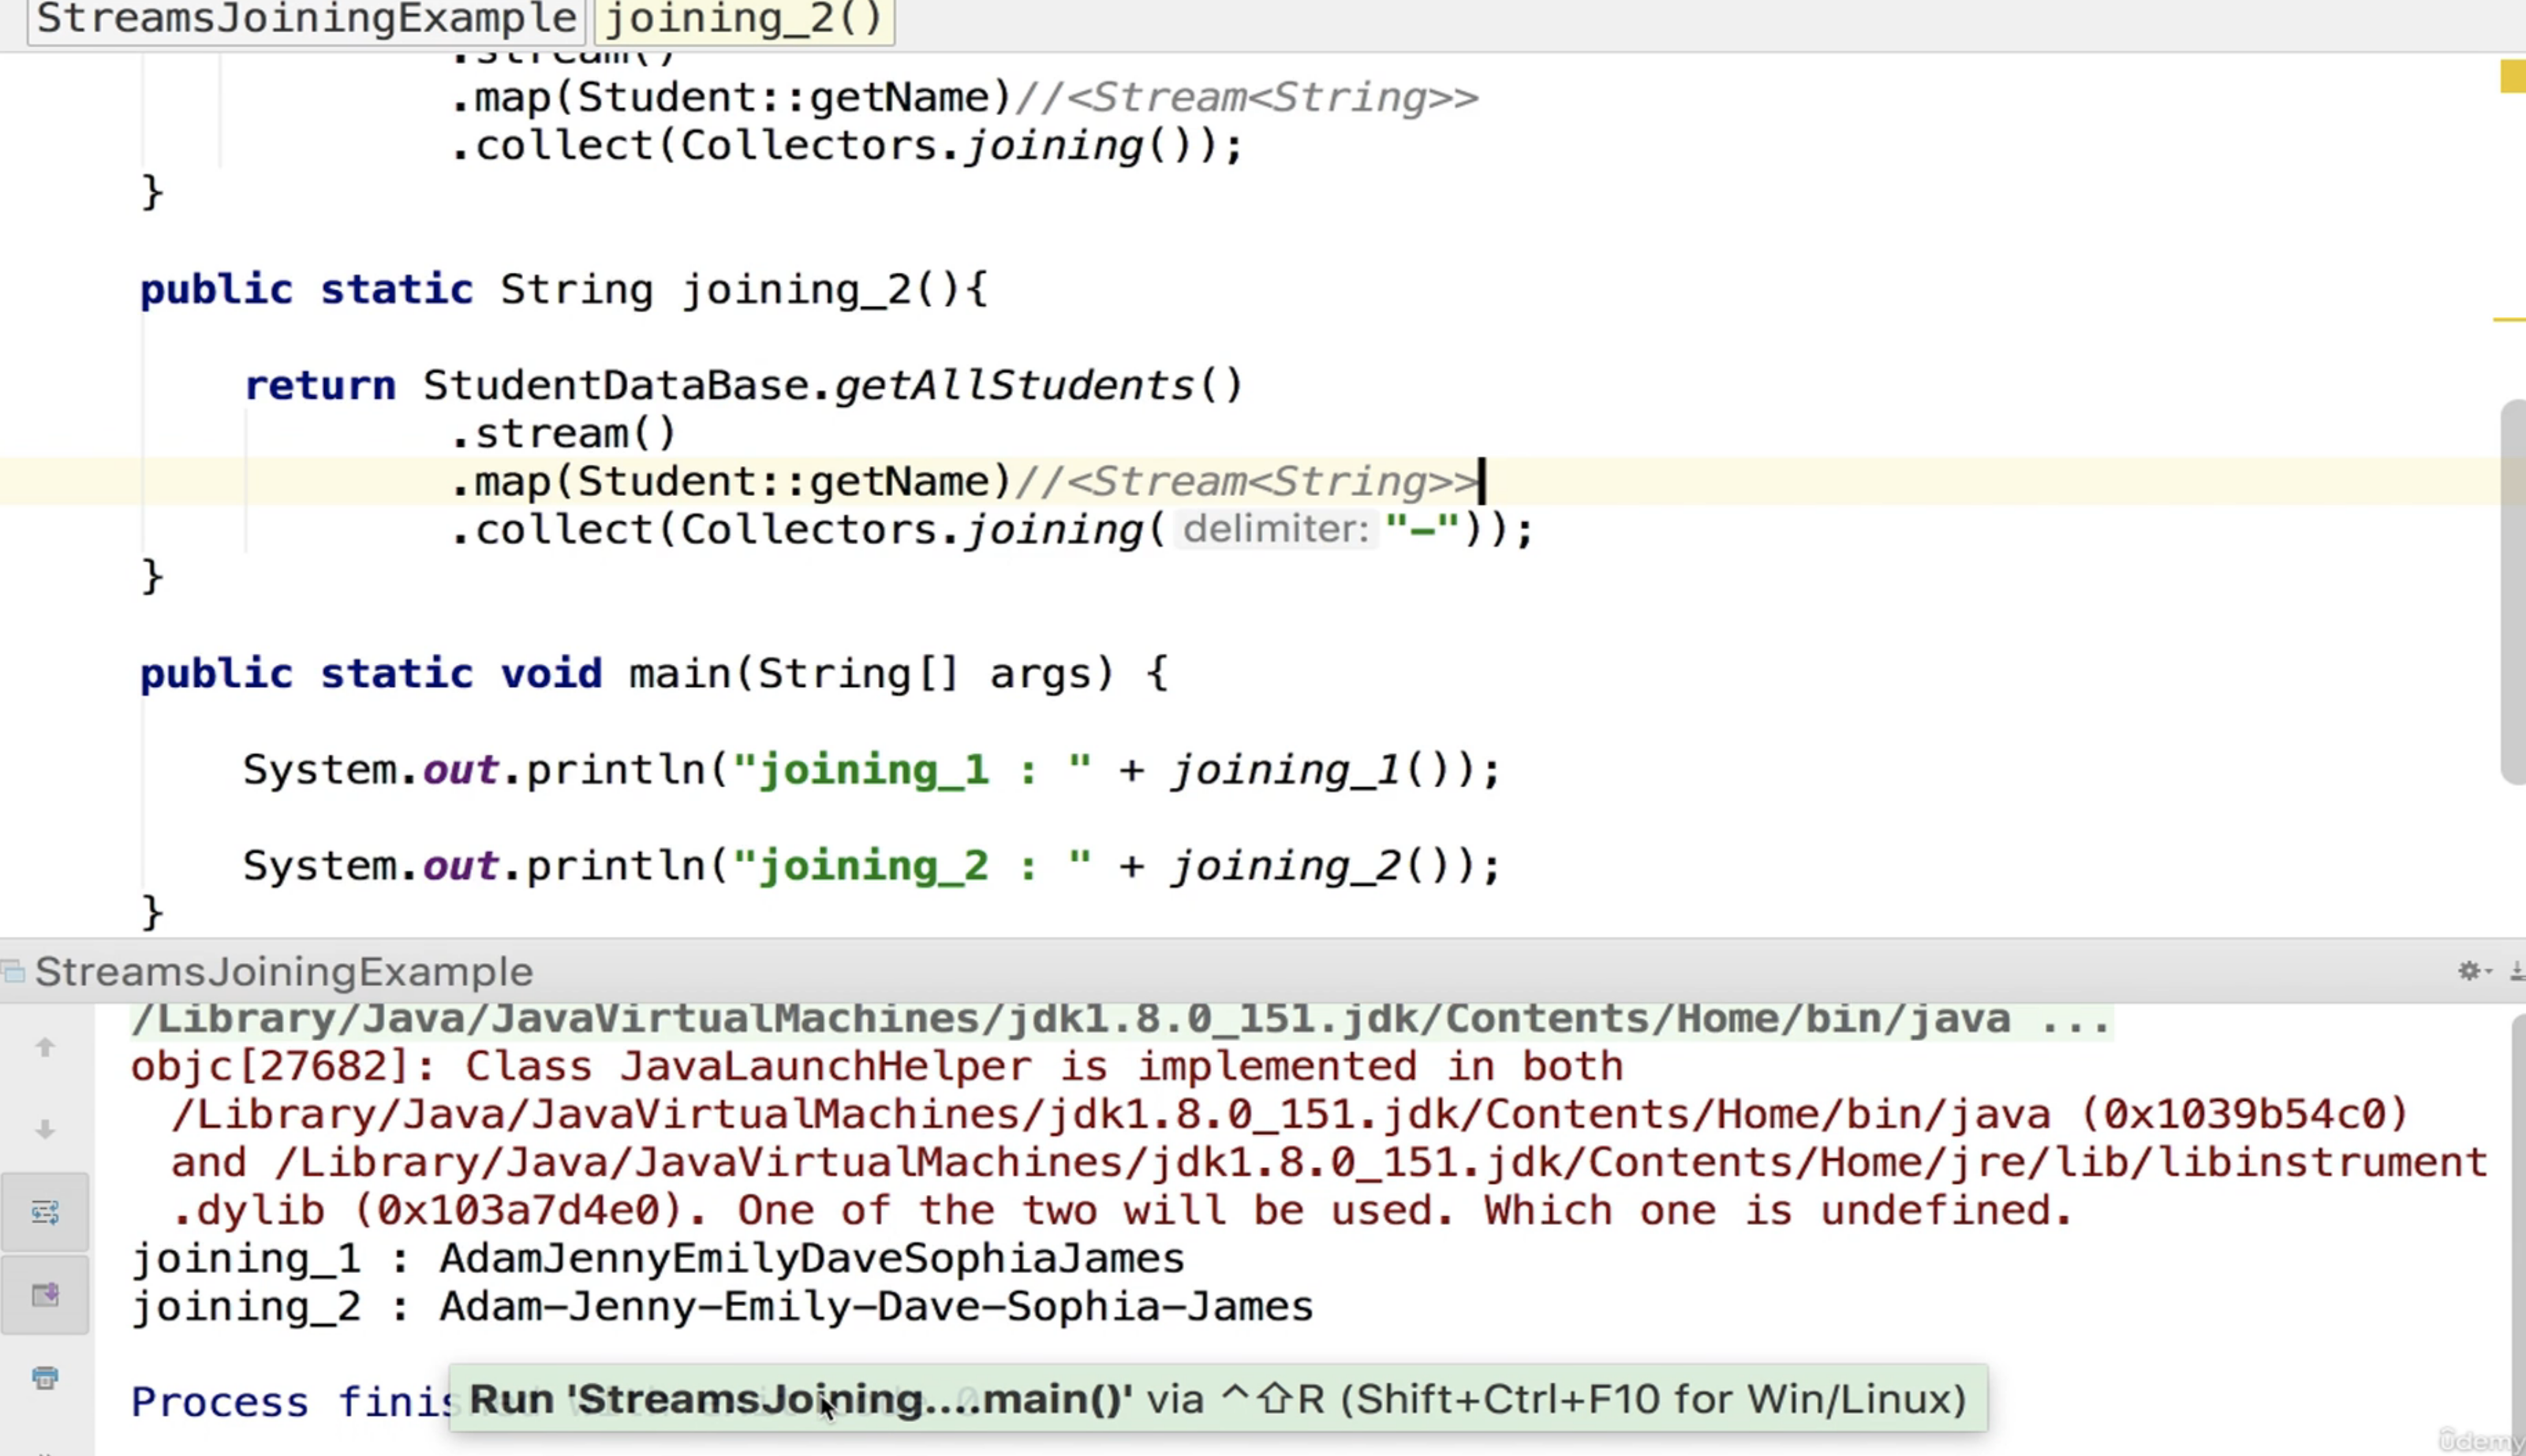 StreamsJoiningExample joining_2()
.stream()
.map(Student::getName)//<Stream<String>>
.collect(Collectors.joining());
}
public static String joining_2(){
return StudentDataBase.getAllStudents()
.stream()
.map(Student::getName)//<Stream<String>>
.collect(Collectors.joining( delimiter: "-"));
}
public static void main(String[] args) {
System.out.println("joining_1 : " + joining_1());
System.out.println("joining_2 : " + joining_2());
}
StreamsJoiningExample
/Library/Java/JavaVirtualMachines/jdk1.8.0_151.jdk/Contents/Home/bin/java ...
objc[27682]: Class JavaLaunchHelper is implemented in both
/Library/Java/JavaVirtualMachines/jdk1.8.0_151.jdk/Contents/Home/bin/java (0x1039b54c0)
and /Library/Java/JavaVirtualMachines/jdk1.8.0_151.jdk/Contents/Home/jre/lib/libinstrument
.dylib (0x103a7d4e0). One of the two will be used. Which one is undefined.
joining_1 : AdamJennyEmilyDaveSophiaJames
joining_2 : Adam-Jenny-Emily-Dave-Sophia-James
Process finished with exit code 0
Run 'StreamsJoining....main()' via ^⇧R (Shift+Ctrl+F10 for Win/Linux)
ûdemy